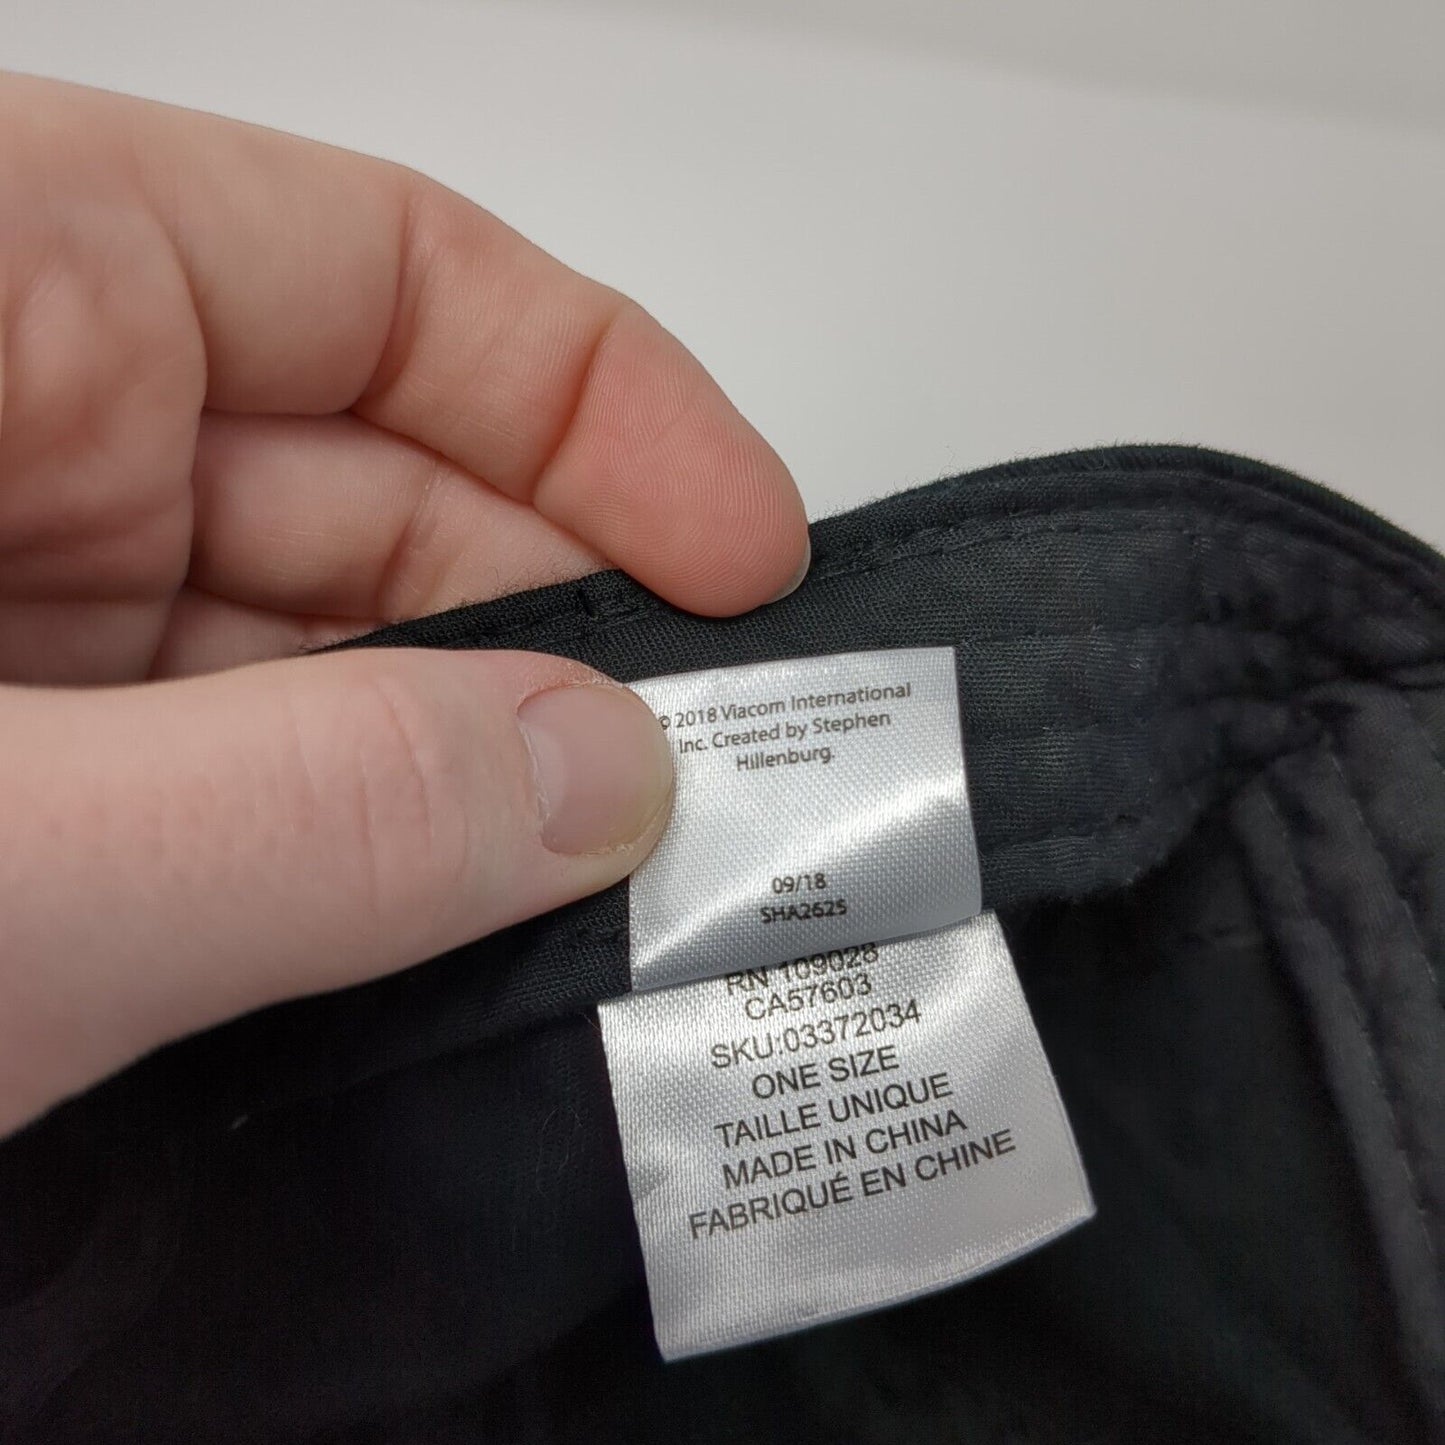 © 2018 Viacom International
Inc. Created by Stephen
Hillenburg.
09/18
SHA2625
RN 109028
CA57603
SKU:03372034
ONE SIZE
TAILLE UNIQUE
MADE IN CHINA
FABRIQUÉ EN CHINE